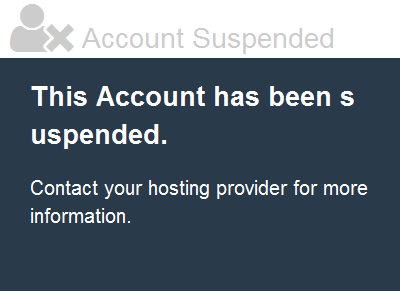 Account Suspended
This Account has been s
uspended.
Contact your hosting provider for more
information.